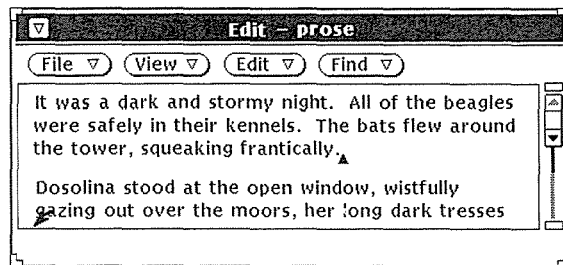 Edit – prose
File View Edit Find
It was a dark and stormy night. All of the beagles
were safely in their kennels. The bats flew around
the tower, squeaking frantically.
Dosolina stood at the open window, wistfully
gazing out over the moors, her long dark tresses